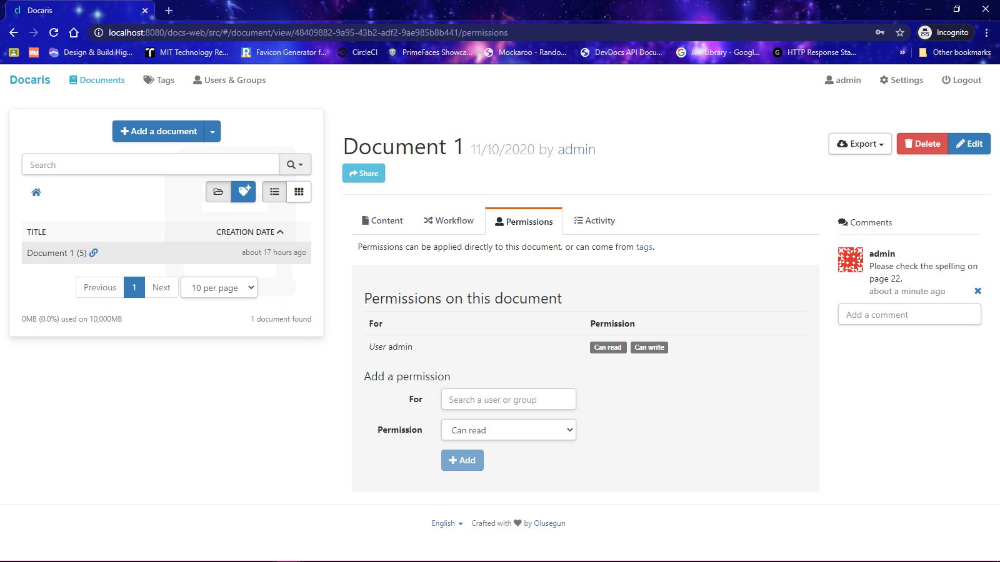 Docaris
localhost:8080/docs-web/src/#/document/view/48409882-9a95-43b2-adf2-9ae985b8b441/permissions
Incognito
Design & Build Hig...
MIT Technology Re...
Favicon Generator f...
CircleCI
PrimeFaces Showca...
Mockaroo - Rando...
DevDocs API Docu...
Library - Googl...
HTTP Response Sta...
»
Other bookmarks
Docaris
Documents
Tags
Users & Groups
admin
Settings
Logout
Add a document
Search
TITLE
CREATION DATE
Document 1 (5)
about 17 hours ago
Previous
1
Next
10 per page
0MB (0.0%) used on 10,000MB
1 document found
Document 1 11/10/2020 by admin
Export
Delete
Edit
Share
Content
Workflow
Permissions
Activity
Permissions can be applied directly to this document, or can come from tags.
Permissions on this document
For
Permission
User admin
Can read
Can write
Add a permission
For
Search a user or group
Permission
Can read
Add
Comments
admin
Please check the spelling on
page 22.
about a minute ago
Add a comment
English
Crafted with ♥ by Olusegun